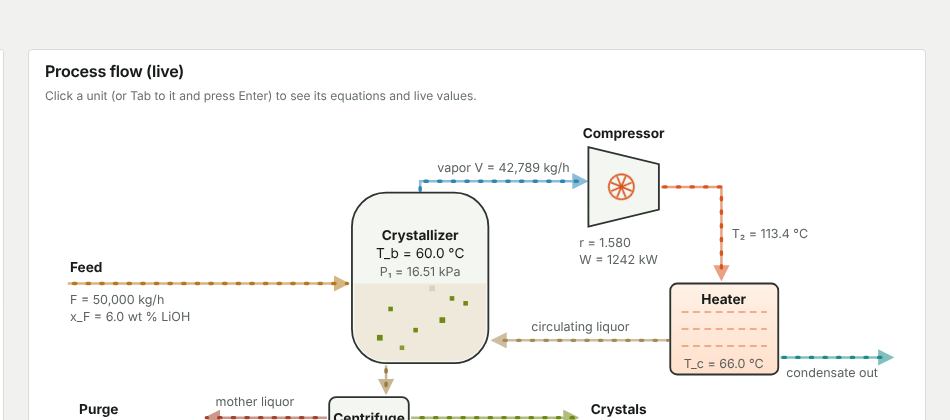 Process flow (live)
Click a unit (or Tab to it and press Enter) to see its equations and live values.
Compressor
vapor V = 42,789 kg/h
Crystallizer
T_b = 60.0 °C
P₁ = 16.51 kPa
T₂ = 113.4 °C
r = 1.580
W = 1242 kW
Feed
F = 50,000 kg/h
x_F = 6.0 wt % LiOH
Heater
circulating liquor
T_c = 66.0 °C
condensate out
mother liquor
Purge
Centrifuge
Crystals